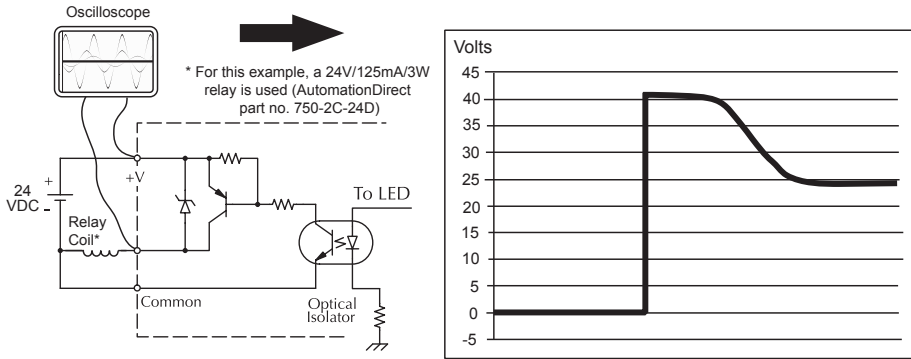 Oscilloscope
* For this example, a 24V/125mA/3W
relay is used (AutomationDirect
part no. 750-2C-24D)
+V
+
24
VDC
-
Relay
Coil*
To LED
Common
Optical
Isolator
Volts
45
40
35
30
25
20
15
10
5
0
-5